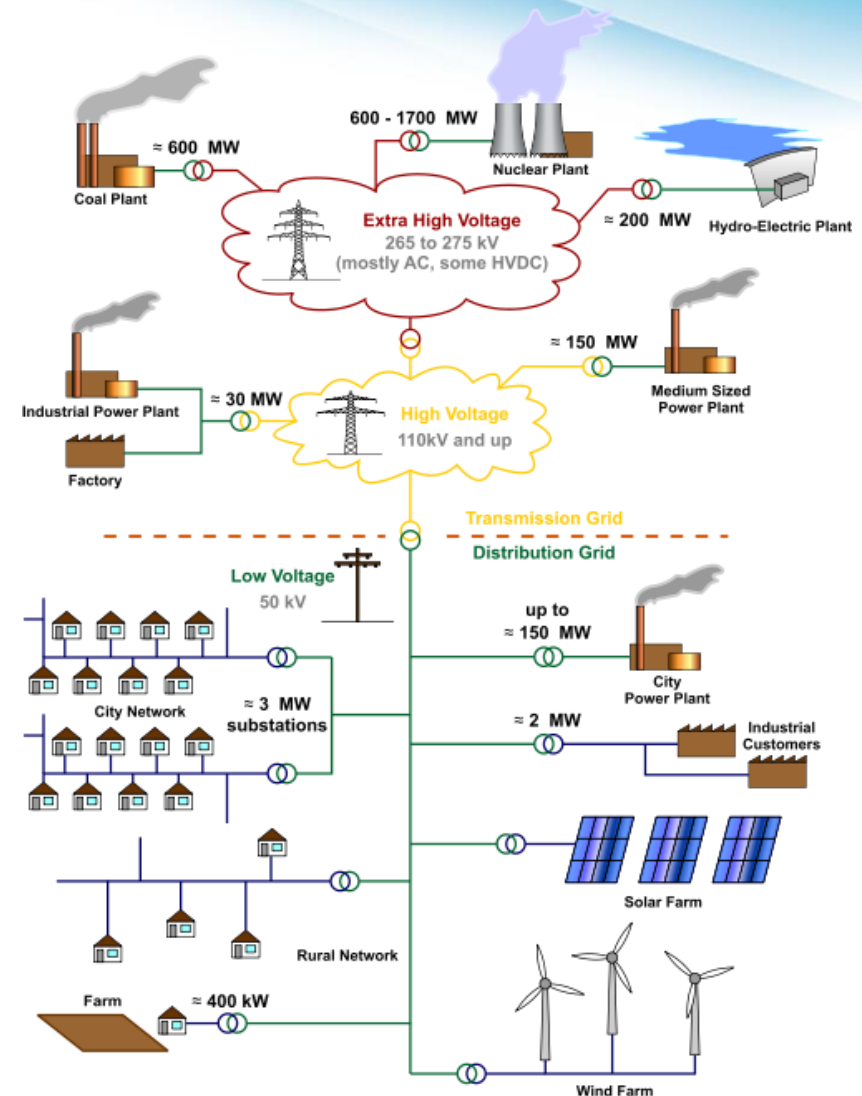 600 - 1700 MW
≈ 600 MW
Nuclear Plant
Coal Plant
Extra High Voltage
265 to 275 kV
(mostly AC, some HVDC)
≈ 200 MW
Hydro-Electric Plant
≈ 150 MW
Medium Sized
Power Plant
≈ 30 MW
Industrial Power Plant
Factory
High Voltage
110kV and up
Transmission Grid
Distribution Grid
Low Voltage
50 kV
up to
≈ 150 MW
City
Power Plant
City Network
≈ 3 MW
substations
≈ 2 MW
Industrial
Customers
Solar Farm
Rural Network
Farm
≈ 400 kW
Wind Farm